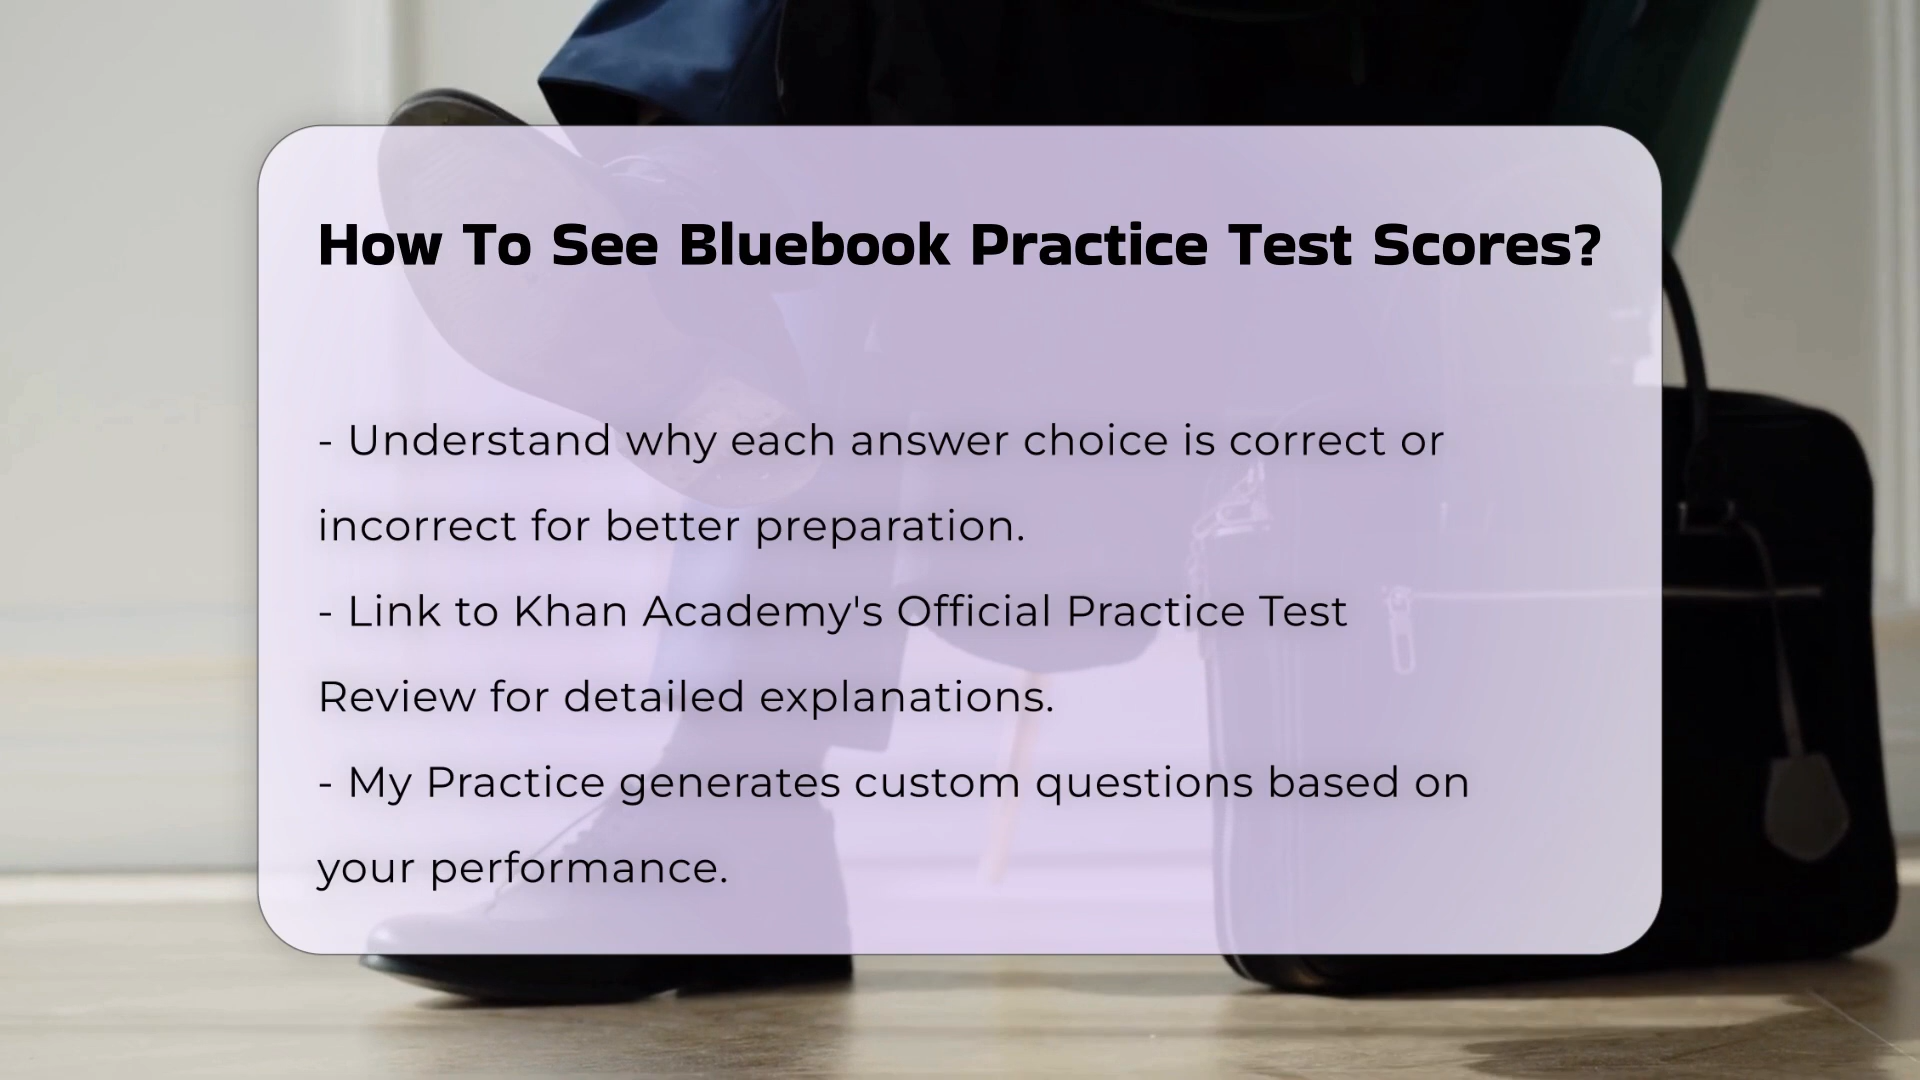 How To See Bluebook Practice Test Scores?
- Understand why each answer choice is correct or
incorrect for better preparation.
- Link to Khan Academy's Official Practice Test
Review for detailed explanations.
- My Practice generates custom questions based on
your performance.